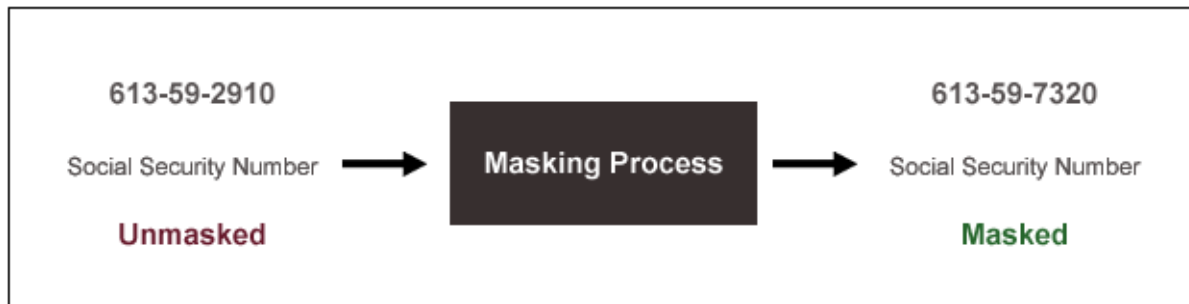 613-59-2910
Social Security Number
Unmasked
Masking Process
613-59-7320
Social Security Number
Masked